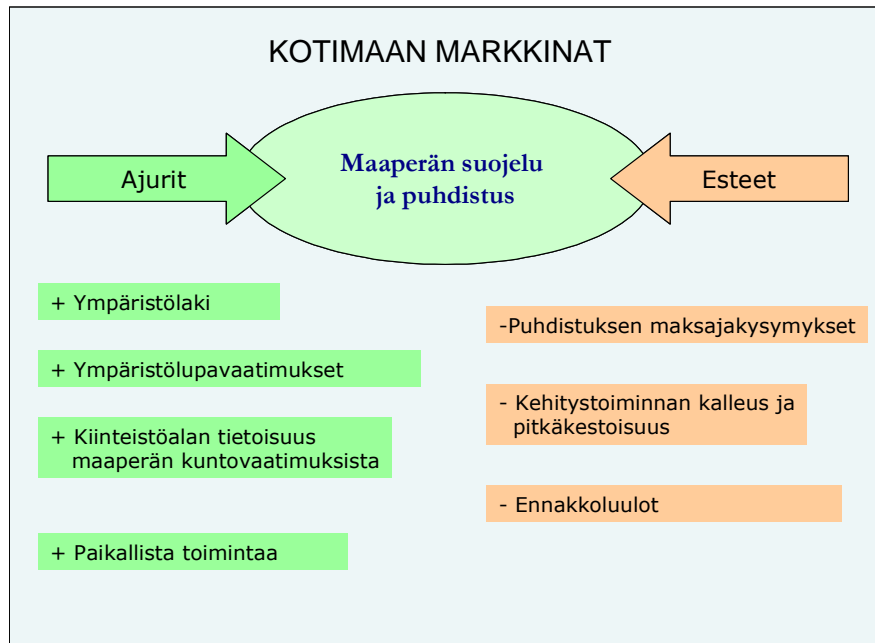 KOTIMAAN MARKKINAT
Ajurit
Maaperän suojelu
ja puhdistus
Esteet
+ Ympäristölaki
+ Ympäristölupavaatimukset
+ Kiinteistöalan tietoisuus
maaperän kuntovaatimuksista
+ Paikallista toimintaa
-Puhdistuksen maksajakysymykset
- Kehitystoiminnan kalleus ja
pitkäkestoisuus
- Ennakkoluulot